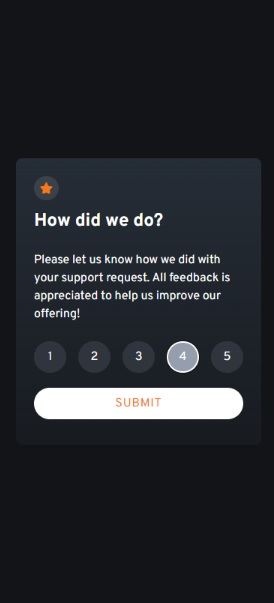 How did we do?
Please let us know how we did with
your support request. All feedback is
appreciated to help us improve our
offering!
1 2 3 4 5
SUBMIT